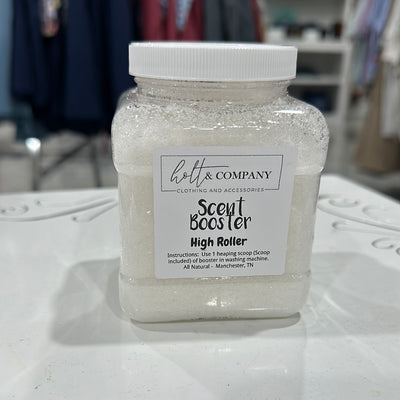 holt & COMPANY
CLOTHING AND ACCESSORIES
Scent
Booster
High Roller
Instructions: Use 1 heaping scoop (Scoop
included) of booster in washing machine.
All Natural - Manchester, TN